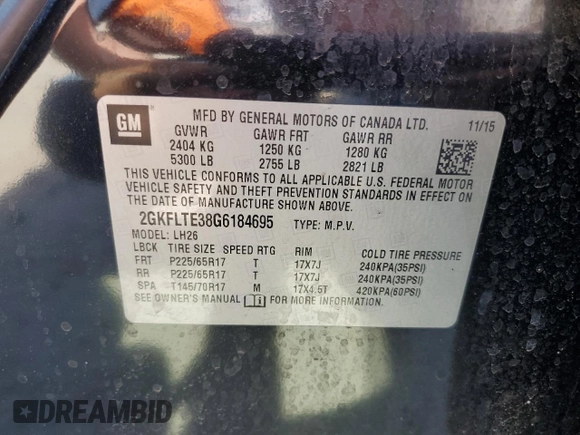 GM
MFD BY GENERAL MOTORS OF CANADA LTD. 11/15
GVWR GAWR FRT GAWR RR
2404 KG 1250 KG 1280 KG
5300 LB 2755 LB 2821 LB
THIS VEHICLE CONFORMS TO ALL APPLICABLE U.S. FEDERAL MOTOR
VEHICLE SAFETY AND THEFT PREVENTION STANDARDS IN EFFECT ON
THE DATE OF MANUFACTURE SHOWN ABOVE.
2GKFLTE38G6184695 TYPE: M.P.V.
MODEL: LH26
LBCK TIRE SIZE SPEED RTG RIM COLD TIRE PRESSURE
FRT P225/65R17 T 17X7J 240KPA(35PSI)
RR P225/65R17 T 17X7J 240KPA(35PSI)
SPA T145/70R17 M 17X4.5T 420KPA(60PSI)
SEE OWNER'S MANUAL FOR MORE INFORMATION.
DREAMBID